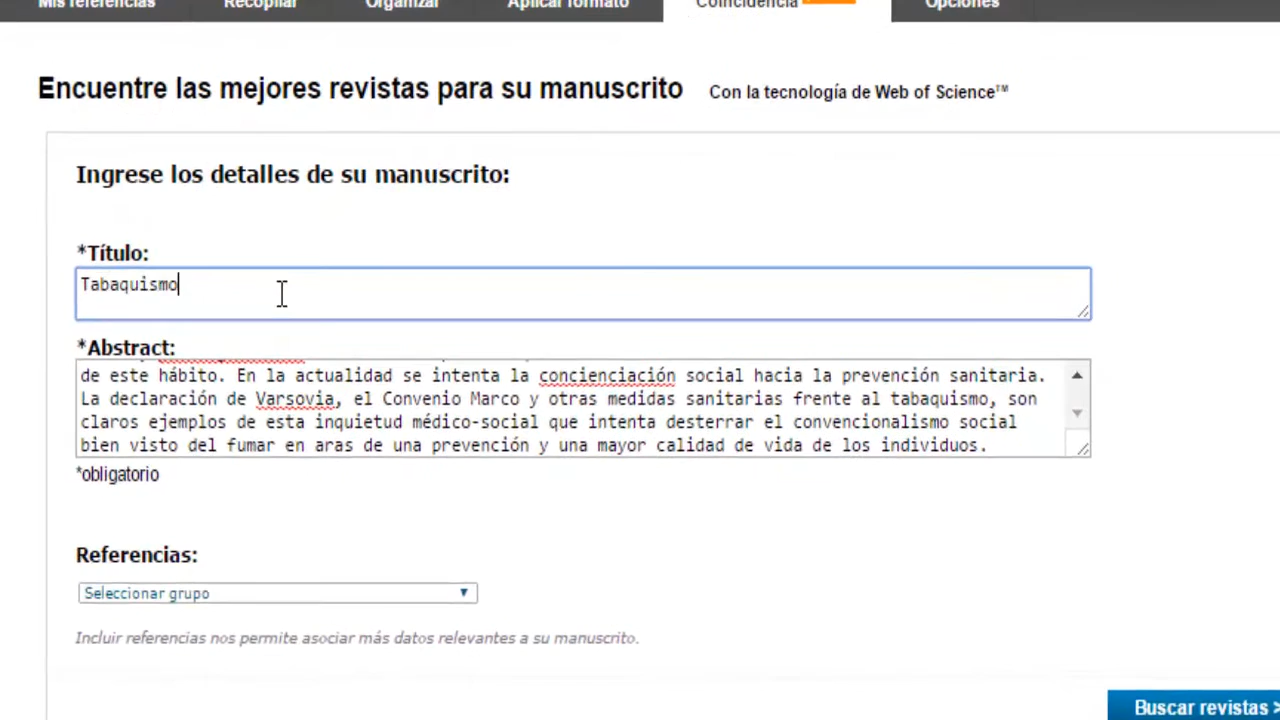 Mis referencias Recopilar Organizar Aplicar formato Coincidencia Opciones
Encuentre las mejores revistas para su manuscrito Con la tecnología de Web of Science™
Ingrese los detalles de su manuscrito:
*Título:
Tabaquismo
*Abstract:
de este hábito. En la actualidad se intenta la concienciación social hacia la prevención sanitaria.
La declaración de Varsovia, el Convenio Marco y otras medidas sanitarias frente al tabaquismo, son
claros ejemplos de esta inquietud médico-social que intenta desterrar el convencionalismo social
bien visto del fumar en aras de una prevención y una mayor calidad de vida de los individuos.
*obligatorio
Referencias:
Seleccionar grupo
Incluir referencias nos permite asociar más datos relevantes a su manuscrito.
Buscar revistas >